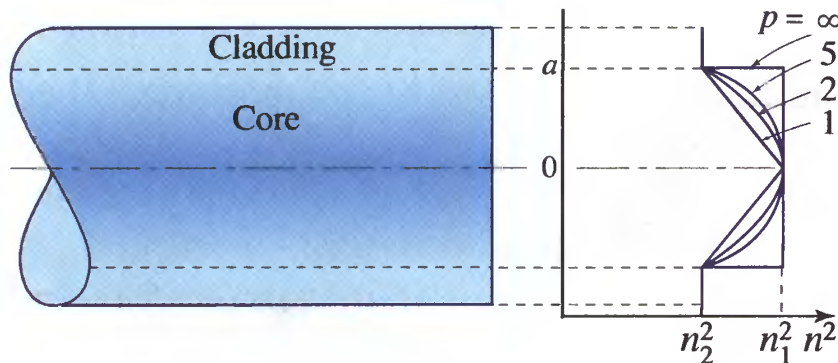 Cladding
Core
a
0
p = ∞
5
2
1
n₂²
n₁² n²